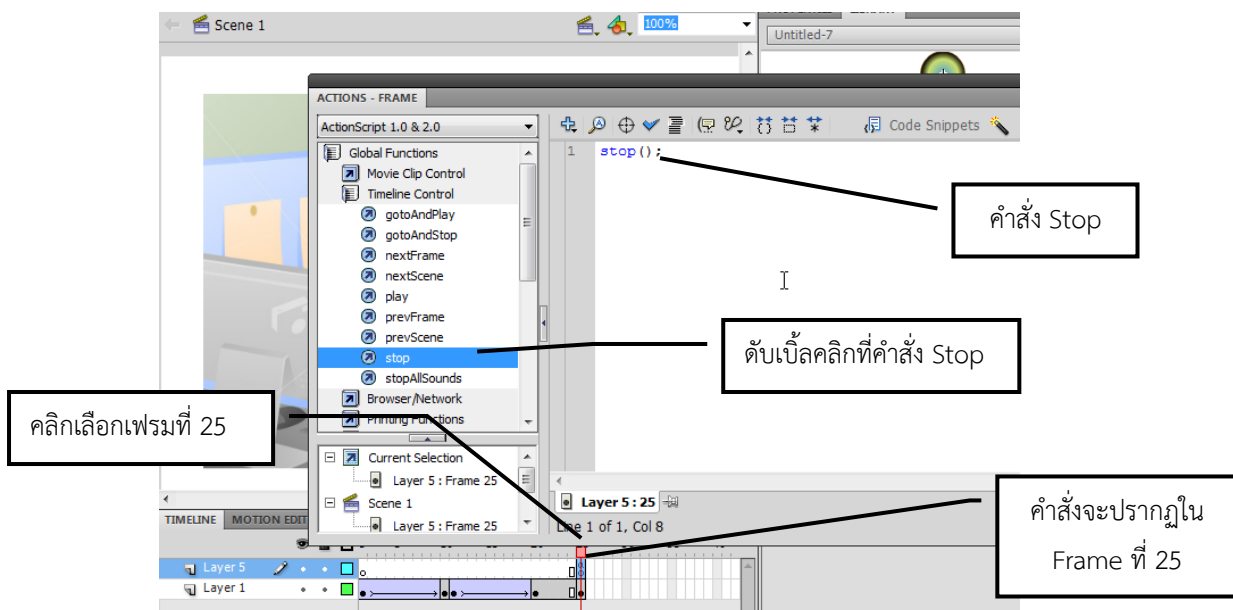 Scene 1
100%
Untitled-7
ACTIONS - FRAME
ActionScript 1.0 & 2.0
Code Snippets
Global Functions
Movie Clip Control
Timeline Control
gotoAndPlay
gotoAndStop
nextFrame
nextScene
play
prevFrame
prevScene
stop
stopAllSounds
Browser/Network
Printing Functions
1 stop();
คำสั่ง Stop
ดับเบิ้ลคลิกที่คำสั่ง Stop
คลิกเลือกเฟรมที่ 25
Current Selection
Layer 5 : Frame 25
Scene 1
Layer 5 : Frame 25
Layer 5 : 25
Line 1 of 1, Col 8
คำสั่งจะปรากฏใน
Frame ที่ 25
TIMELINE MOTION EDIT
Layer 5
Layer 1